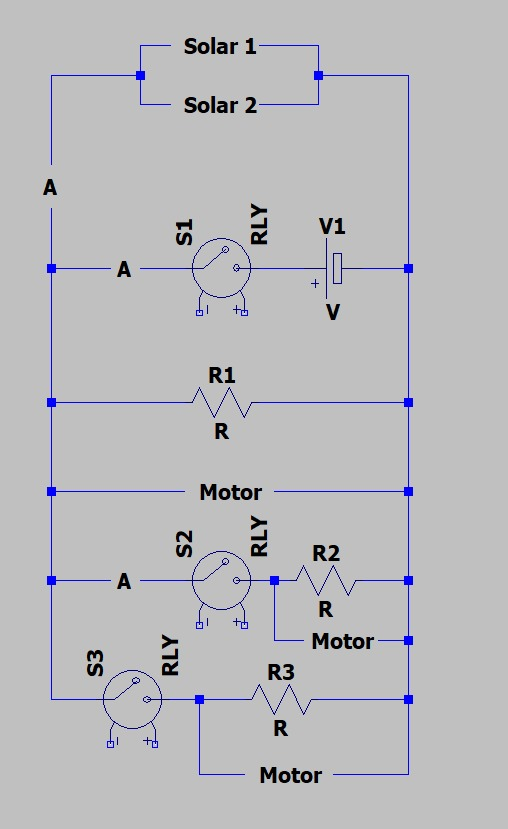 Solar 1
Solar 2
A
A
S1
RLY
V1
+
V
- +
R1
R
Motor
A
S2
RLY
R2
R
- +
Motor
S3
RLY
R3
R
- +
Motor